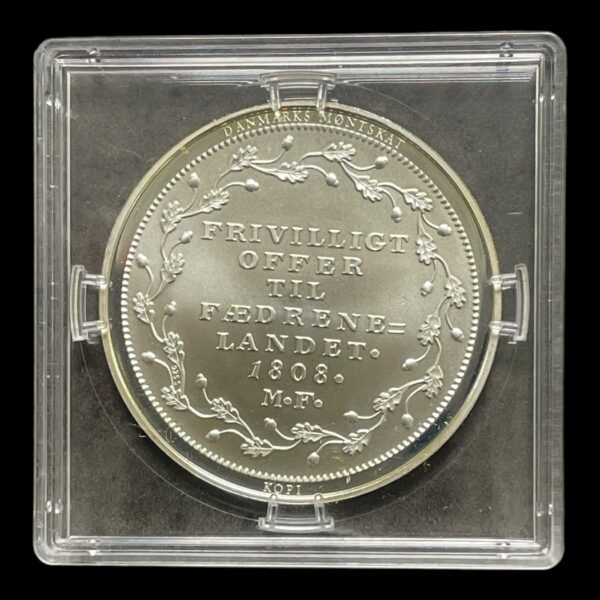 DANMARKS MØNTSKAT
FRIVILLIGT
OFFER
TIL
FÆDRENE=
LANDET.
1808.
M.F.
KOPI